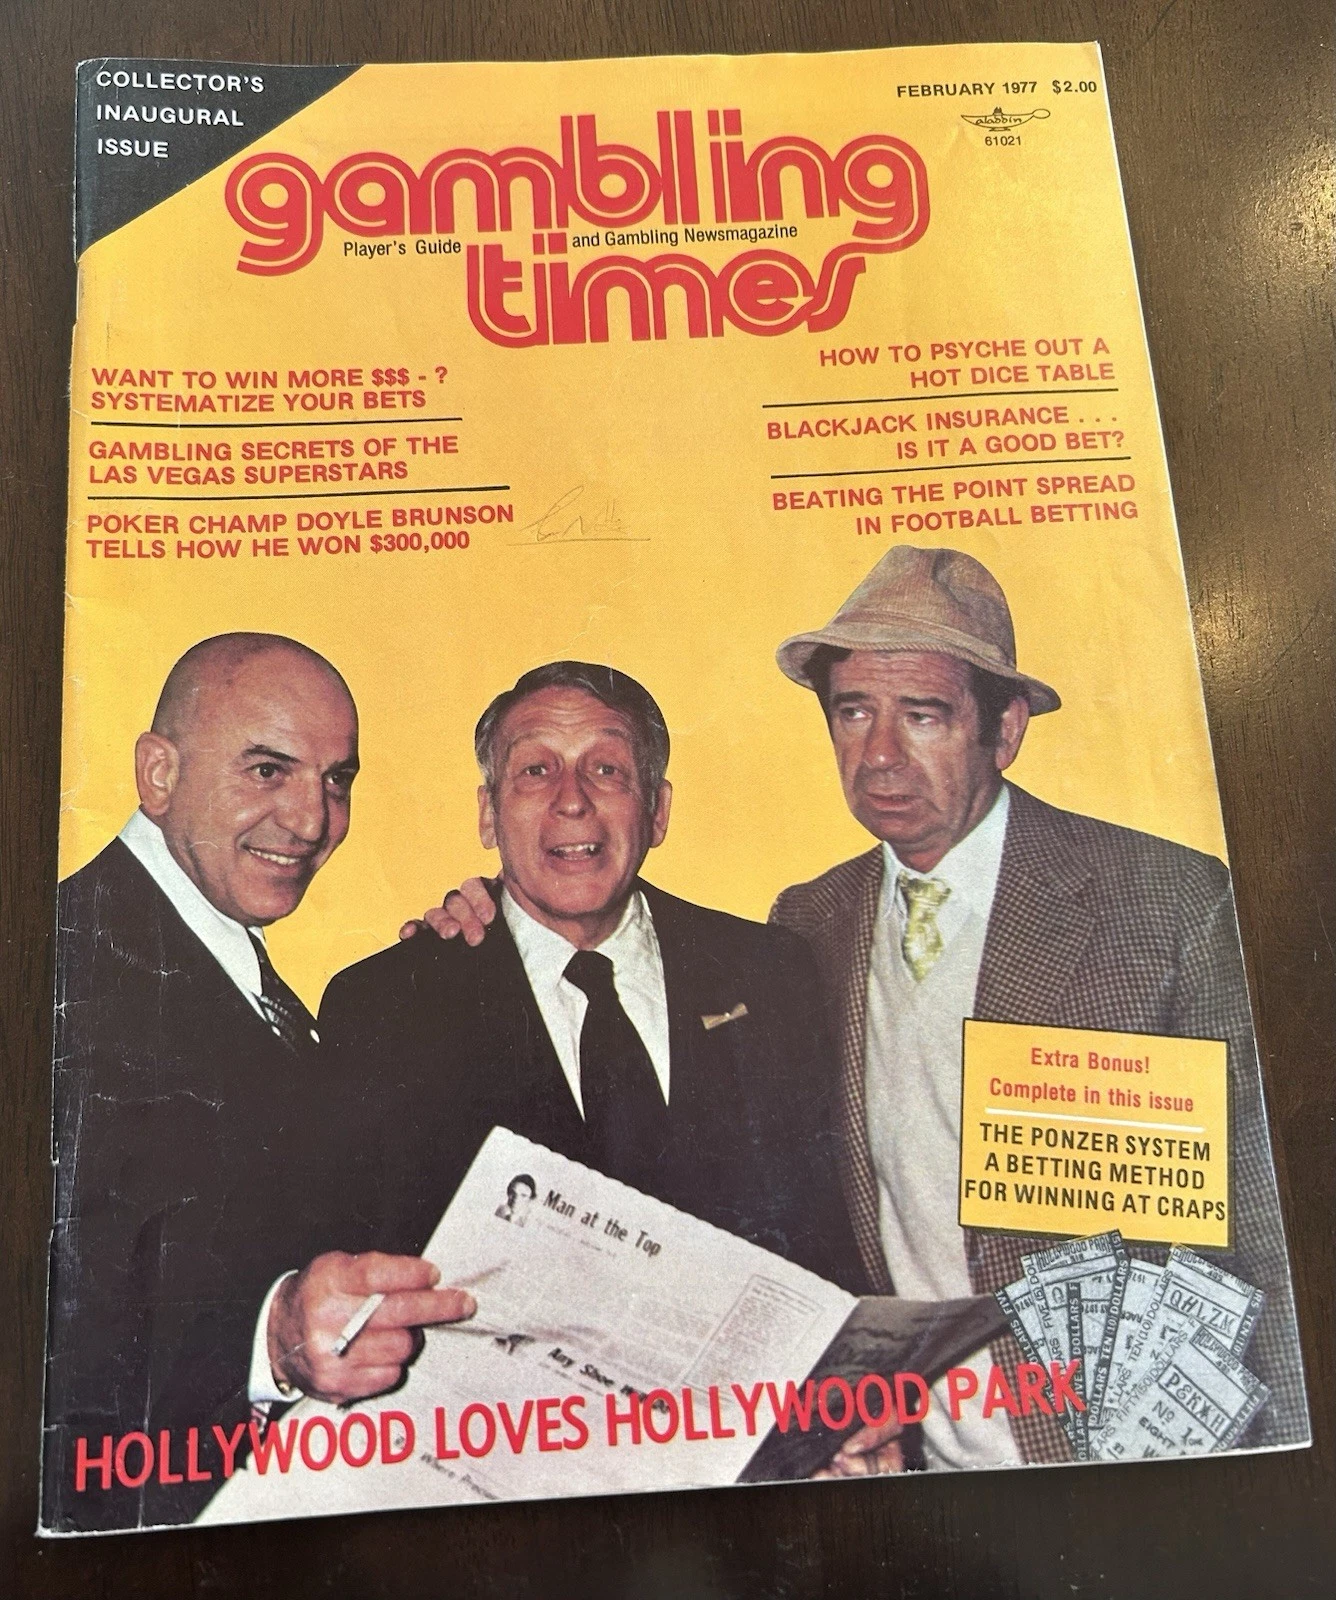 COLLECTOR'S
INAUGURAL
ISSUE
FEBRUARY 1977 $2.00
aladdin
61021
gambling
Player's Guide and Gambling Newsmagazine
times
WANT TO WIN MORE $$$ - ?
SYSTEMATIZE YOUR BETS
GAMBLING SECRETS OF THE
LAS VEGAS SUPERSTARS
POKER CHAMP DOYLE BRUNSON
TELLS HOW HE WON $300,000
HOW TO PSYCHE OUT A
HOT DICE TABLE
BLACKJACK INSURANCE . . .
IS IT A GOOD BET?
BEATING THE POINT SPREAD
IN FOOTBALL BETTING
Extra Bonus!
Complete in this issue
THE PONZER SYSTEM
A BETTING METHOD
FOR WINNING AT CRAPS
Man at the Top
Any Shoe
HOLLYWOOD LOVES HOLLYWOOD PARK